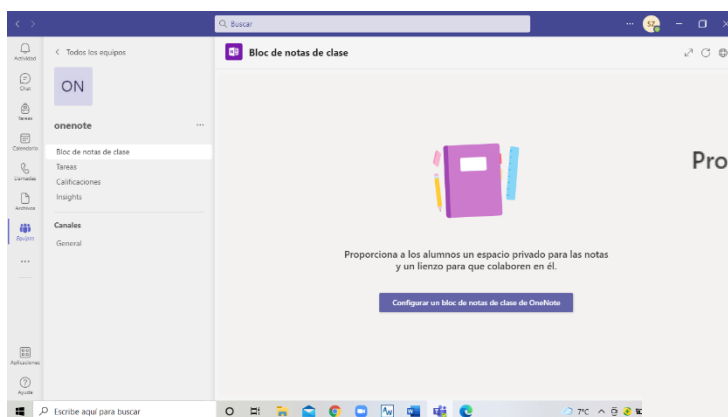 Buscar
SZ
Actividad
Chat
Tareas
Calendario
Llamadas
Archivos
Equipos
Aplicaciones
Ayuda
Todos los equipos
ON
onenote
Bloc de notas de clase
Tareas
Calificaciones
Insights
Canales
General
Bloc de notas de clase
Pro
Proporciona a los alumnos un espacio privado para las notas
y un lienzo para que colaboren en él.
Configurar un bloc de notas de clase de OneNote
Escribe aquí para buscar
7°C